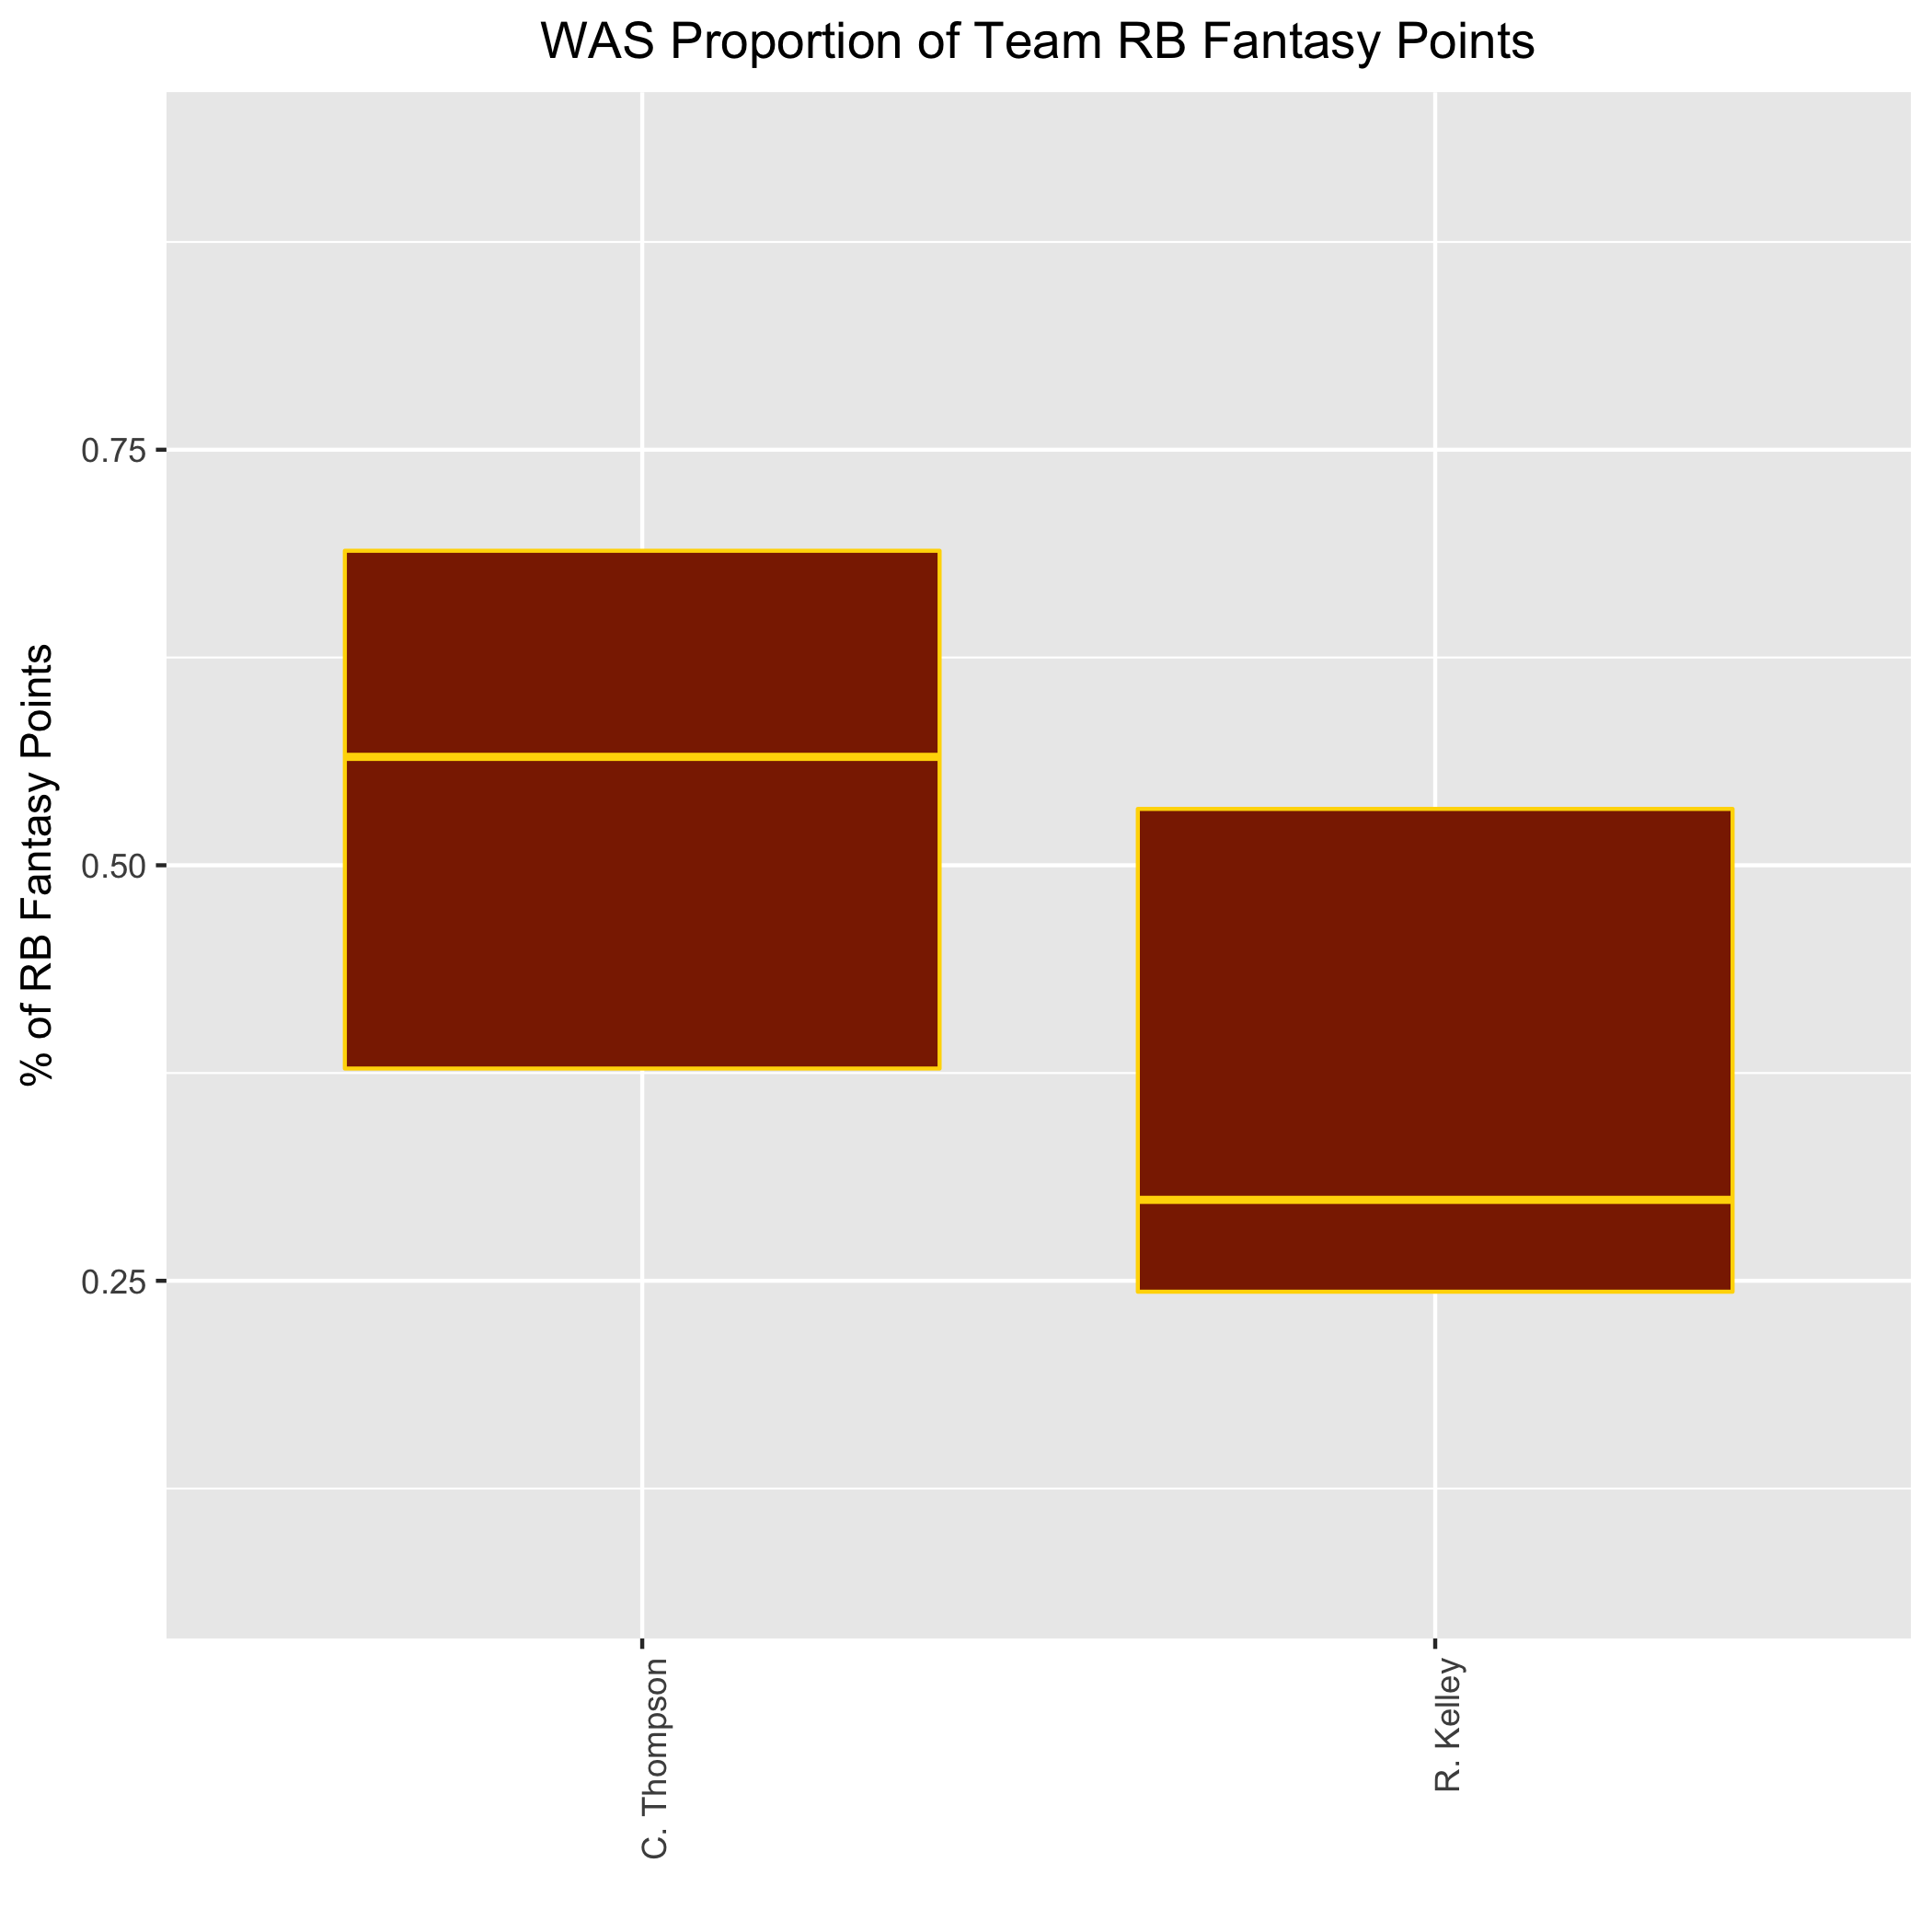 WAS Proportion of Team RB Fantasy Points
% of RB Fantasy Points
0.75
0.50
0.25
C. Thompson
R. Kelley